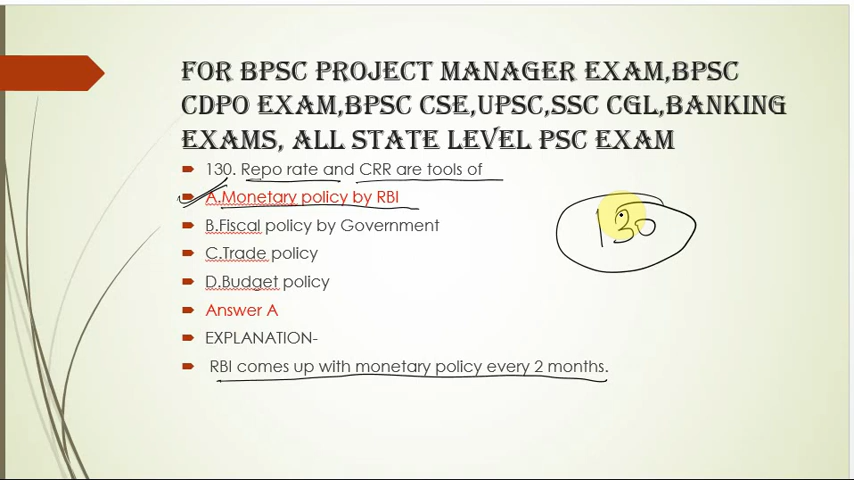 FOR BPSC PROJECT MANAGER EXAM,BPSC
CDPO EXAM,BPSC CSE,UPSC,SSC CGL,BANKING
EXAMS, ALL STATE LEVEL PSC EXAM
130. Repo rate and CRR are tools of
A.Monetary policy by RBI
B.Fiscal policy by Government
C.Trade policy
D.Budget policy
Answer A
EXPLANATION-
RBI comes up with monetary policy every 2 months.
130